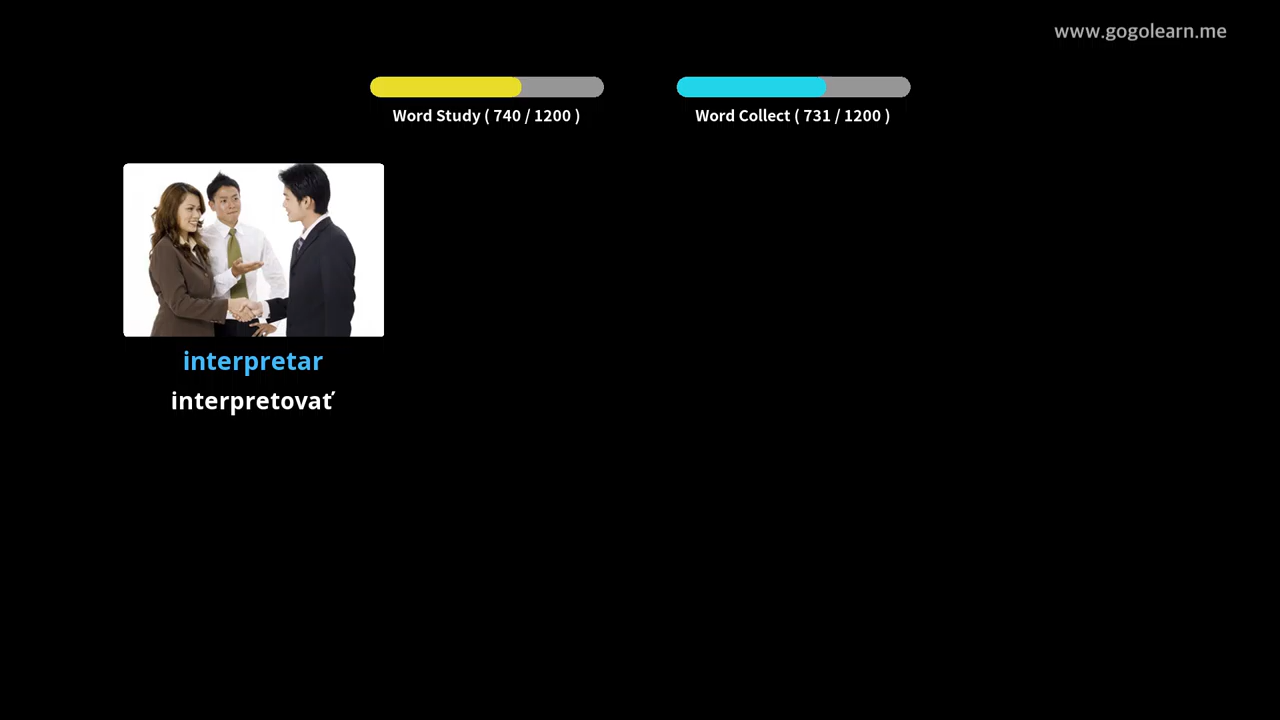 www.gogolearn.me
Word Study ( 740 / 1200 )
Word Collect ( 731 / 1200 )
interpretar
interpretovať